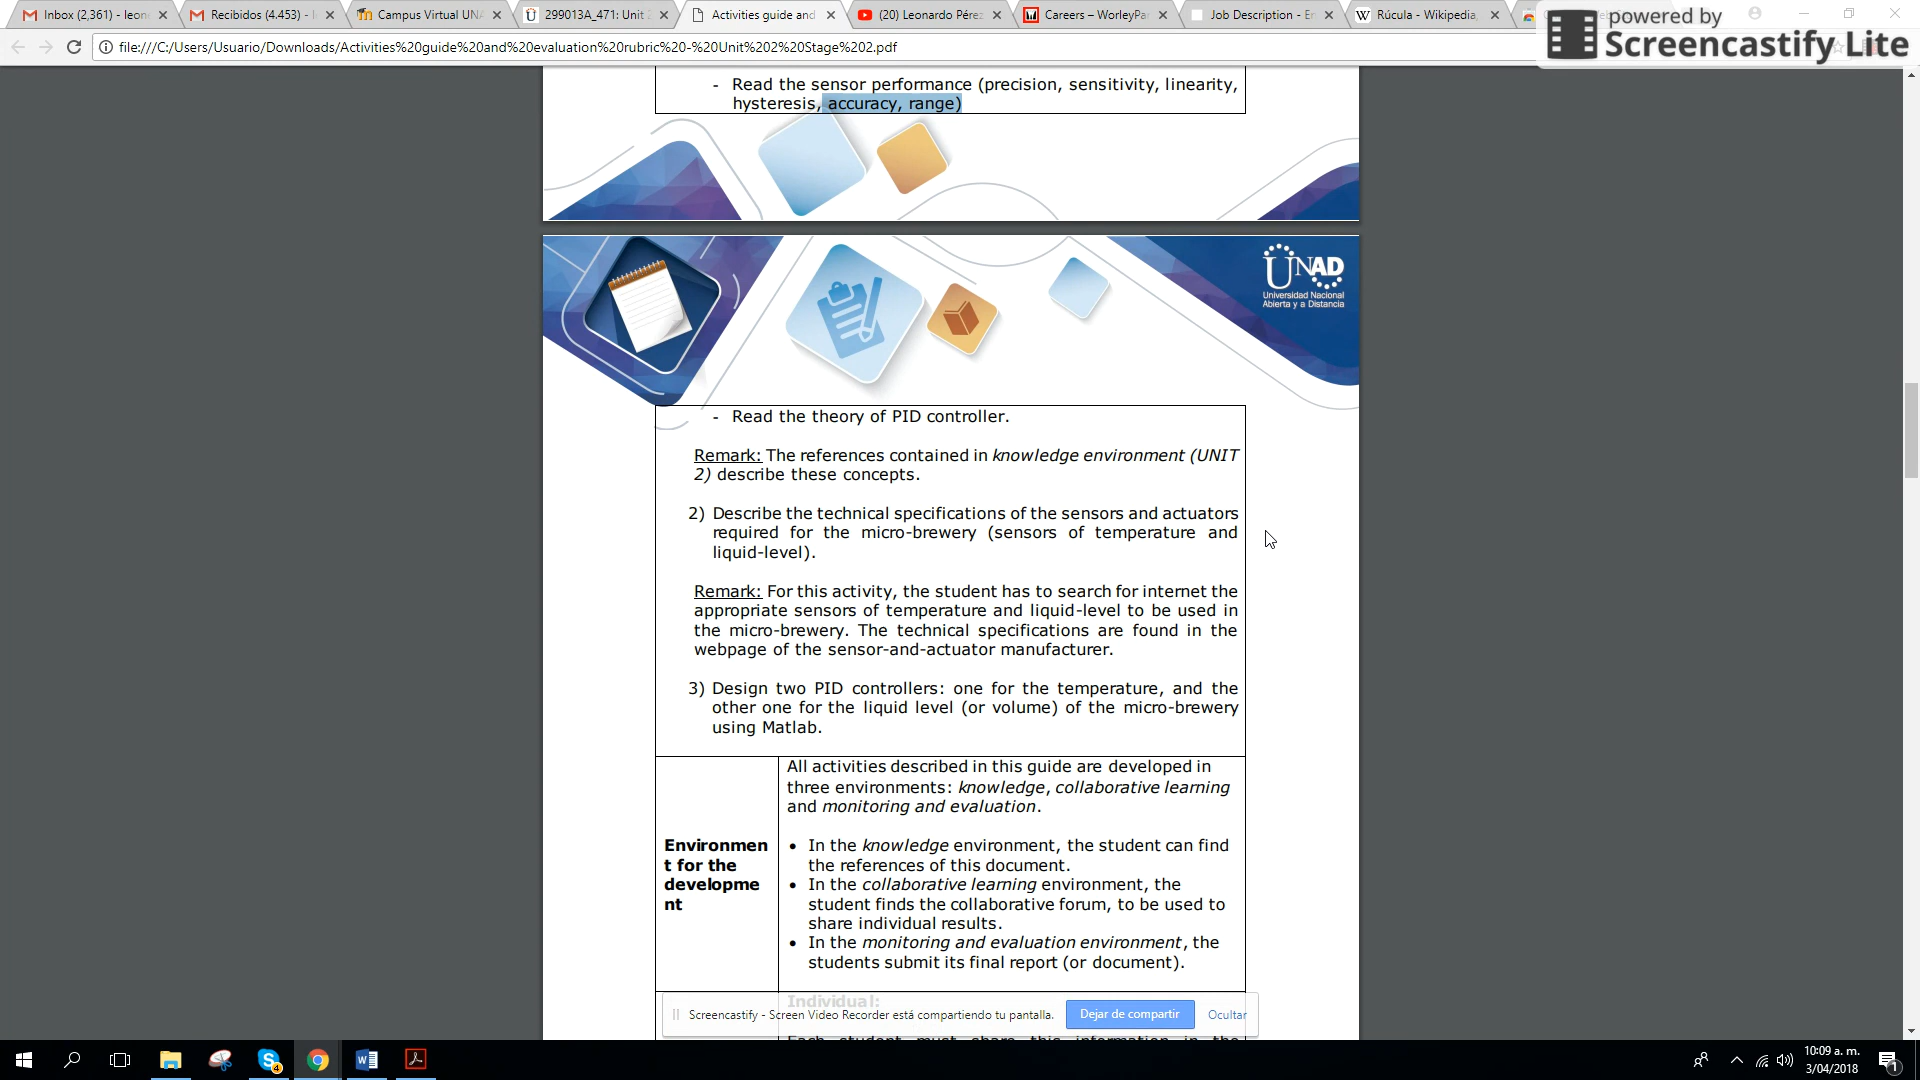 Inbox (2,361) - leon
Recibidos (4.453) - l
Campus Virtual UNA
299013A_471: Unit 2
Activities guide and
(20) Leonardo Pérez
Careers – WorleyPa
Job Description - En
Rúcula - Wikipedia,
powered by
Screencastify Lite
file:///C:/Users/Usuario/Downloads/Activities%20guide%20and%20evaluation%20rubric%20-%20Unit%202%20Stage%202.pdf
- Read the sensor performance (precision, sensitivity, linearity,
hysteresis, accuracy, range)
UNAD
Universidad Nacional
Abierta y a Distancia
- Read the theory of PID controller.
Remark: The references contained in knowledge environment (UNIT
2) describe these concepts.
2) Describe the technical specifications of the sensors and actuators
required for the micro-brewery (sensors of temperature and
liquid-level).
Remark: For this activity, the student has to search for internet the
appropriate sensors of temperature and liquid-level to be used in
the micro-brewery. The technical specifications are found in the
webpage of the sensor-and-actuator manufacturer.
3) Design two PID controllers: one for the temperature, and the
other one for the liquid level (or volume) of the micro-brewery
using Matlab.
Environmen
t for the
developme
nt
All activities described in this guide are developed in
three environments: knowledge, collaborative learning
and monitoring and evaluation.
• In the knowledge environment, the student can find
the references of this document.
• In the collaborative learning environment, the
student finds the collaborative forum, to be used to
share individual results.
• In the monitoring and evaluation environment, the
students submit its final report (or document).
Individual:
Screencastify - Screen Video Recorder está compartiendo tu pantalla.
Dejar de compartir
Ocultar
Each student must share this information in the
4
10:09 a. m.
3/04/2018
1